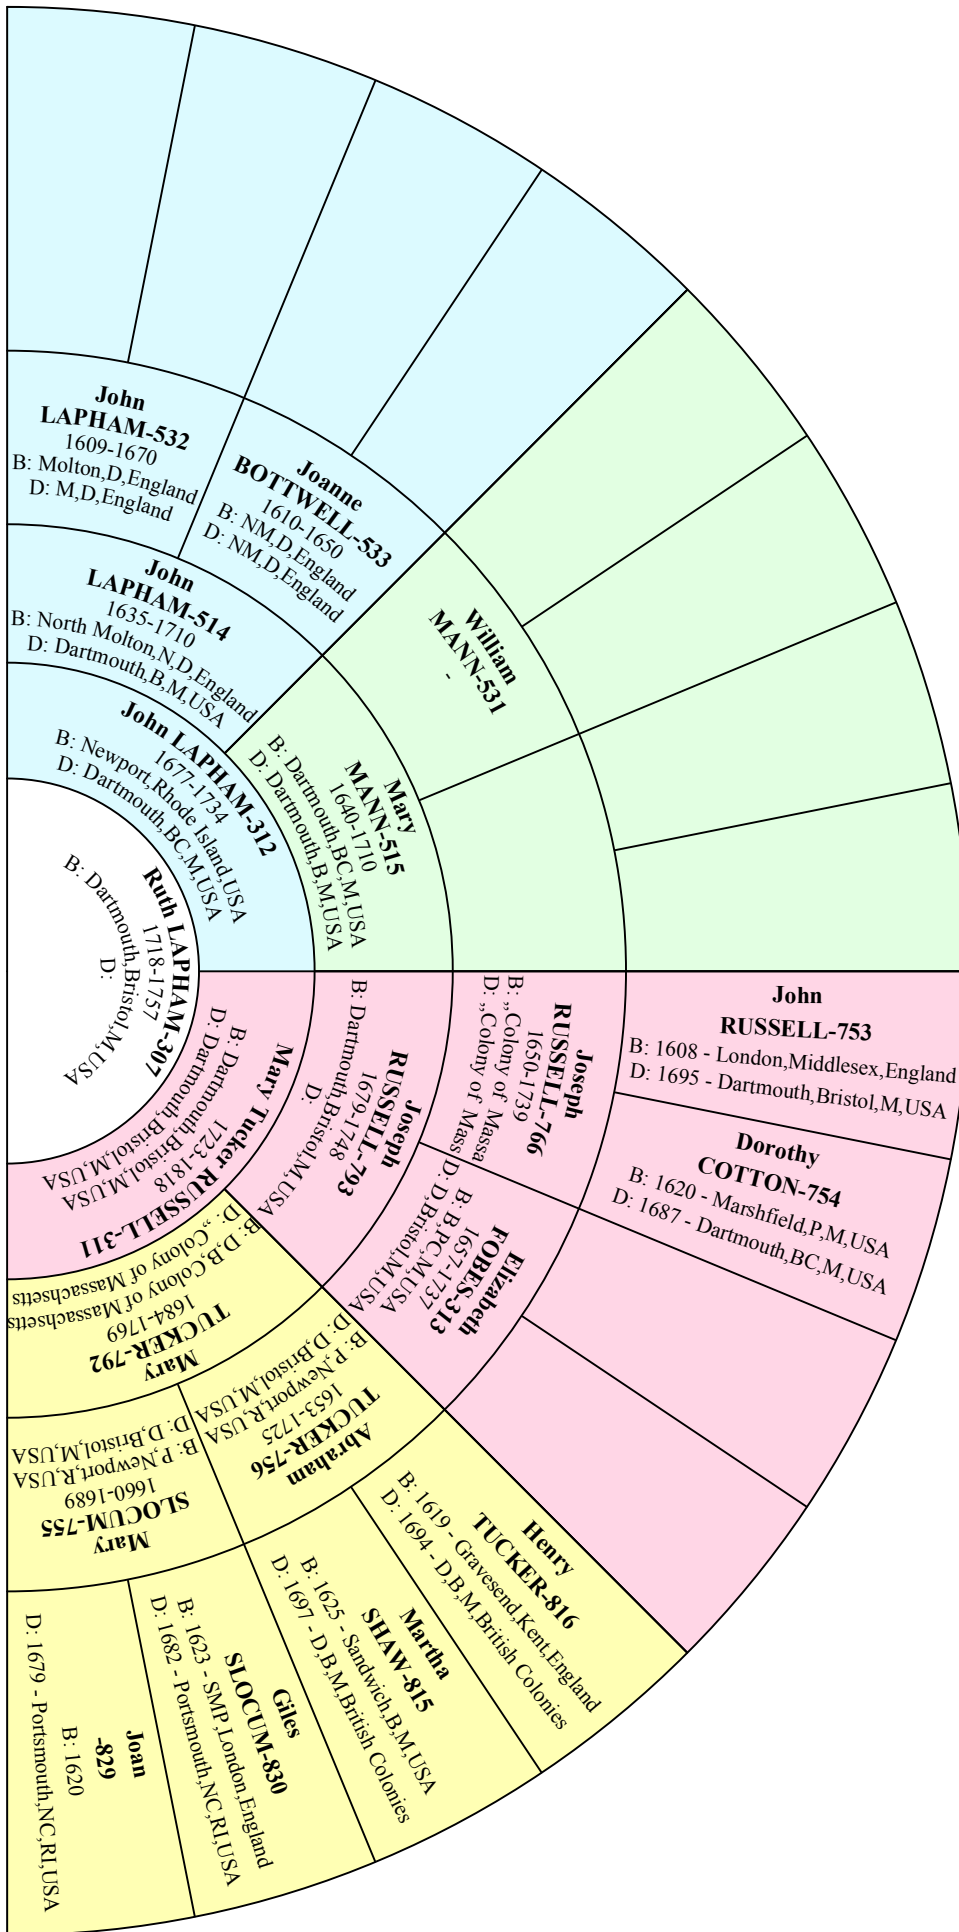 John
LAPHAM-532
1609-1670
B: Molton,D,England
D: M,D,England
Joanne
BOTTWELL-533
1610-1650
B: NM,D,England
D: NM,D,England
John
LAPHAM-514
1635-1710
B: North Molton,N,D,England
D: Dartmouth,B,M,USA
William
MANN-531
-
John LAPHAM-312
1677-1734
B: Newport,Rhode Island,USA
D: Dartmouth,BC,M,USA
Mary
MANN-515
1640-1710
B: Dartmouth,BC,M,USA
D: Dartmouth,B,M,USA
Ruth LAPHAM-307
1718-1757
B: Dartmouth,Bristol,M,USA
D:
Mary Tucker RUSSELL-311
1723-1818
B: Dartmouth,Bristol,M,USA
D: Dartmouth,Bristol,M,USA
Joseph
RUSSELL-793
1679-1748
B: Dartmouth,Bristol,M,USA
D:
Joseph
RUSSELL-766
1650-1739
B: ,,Colony of Massa
D: ,,Colony of Mass
John
RUSSELL-753
B: 1608 - London,Middlesex,England
D: 1695 - Dartmouth,Bristol,M,USA
Dorothy
COTTON-754
B: 1620 - Marshfield,P,M,USA
D: 1687 - Dartmouth,BC,M,USA
Elizabeth
FOBES-313
1657-1737
B: B,PC,M,USA
D: D,Bristol,M,USA
Mary
TUCKER-792
1684-1769
B: D,B,Colony of Massachusetts
D: ,,Colony of Massachusetts
Abraham
TUCKER-756
1653-1725
B: P,Newport,R,USA
D: D,Bristol,M,USA
Mary
SLOCUM-755
1660-1689
B: P,Newport,R,USA
D: D,Bristol,M,USA
Henry
TUCKER-816
B: 1619 - Gravesend,Kent,England
D: 1694 - D,B,M,British Colonies
Martha
SHAW-815
B: 1625 - Sandwich,B,M,USA
D: 1697 - D,B,M,British Colonies
Giles
SLOCUM-830
B: 1623 - SMP,London,England
D: 1682 - Portsmouth,NC,RI,USA
Joan
-829
B: 1620
D: 1679 - Portsmouth,NC,RI,USA